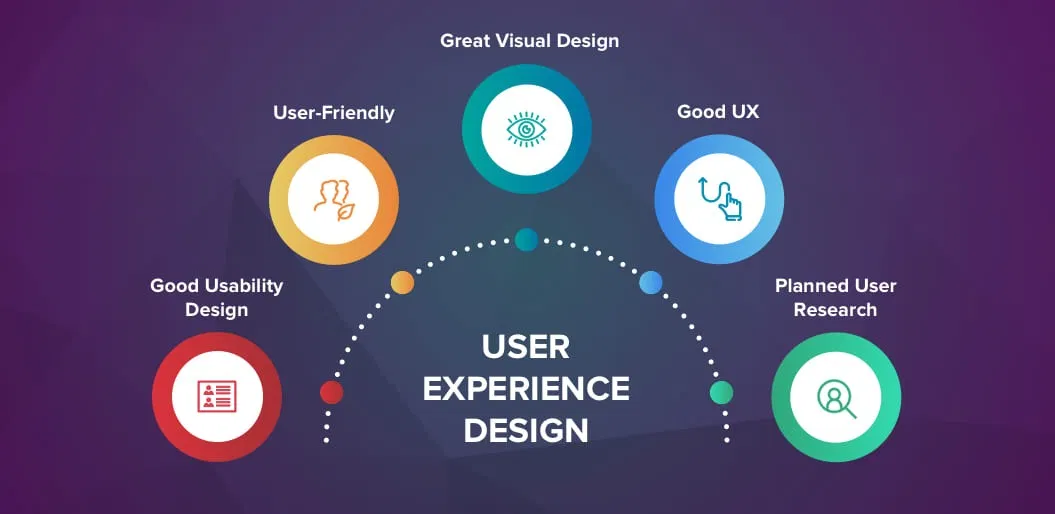 Great Visual Design
User-Friendly
Good UX
Good Usability
Design
Planned User
Research
USER
EXPERIENCE
DESIGN